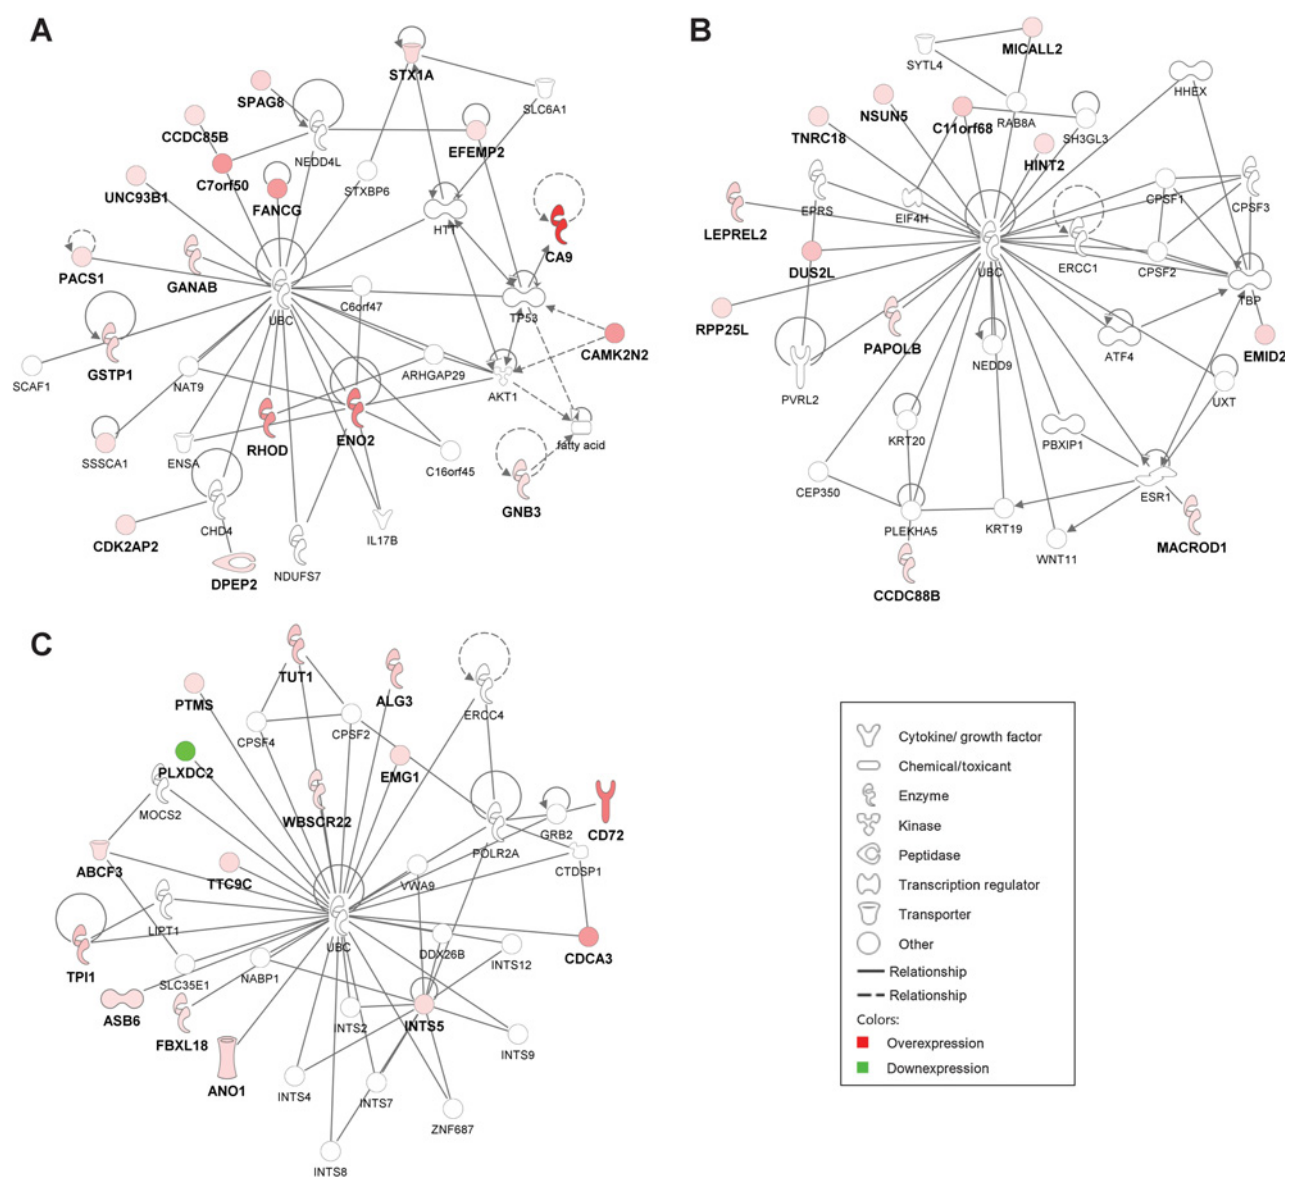 A
STX1A
SPAG8
SLC6A1
CCDC85B
NEDD4L
EFEMP2
C7orf50
STXBP6
UNC93B1
FANCG
HTT
CA9
PACS1
GANAB
C6orf47
UBC
TP53
CAMK2N2
SCAF1
GSTP1
NAT9
ARHGAP29
AKT1
SSSCA1
ENSA
RHOD
ENO2
C16orf45
fatty acid
GNB3
CDK2AP2
CHD4
IL17B
DPEP2
NDUFS7
B
MICALL2
SYTL4
HHEX
NSUN5
RAB8A
TNRC18
C11orf68
SH3GL3
HINT2
CPSF1
CPSF3
LEPREL2
EPRS
EIF4H
DUS2L
UBC
ERCC1
CPSF2
TBP
RPP25L
PAPOLB
NEDD9
ATF4
EMID2
PVRL2
UXT
KRT20
PBXIP1
CEP350
ESR1
PLEKHA5
KRT19
WNT11
MACROD1
CCDC88B
C
TUT1
ALG3
PTMS
ERCC4
CPSF4
CPSF2
PLXDC2
EMG1
MOCS2
WBSCR22
GRB2
CD72
POLR2A
ABCF3
TTC9C
VWA9
CTDSP1
LIPT1
UBC
DDX26B
CDCA3
TPI1
SLC35E1
NABP1
INTS12
ASB6
FBXL18
INTS2
INTS5
INTS9
ANO1
INTS4
INTS7
ZNF687
INTS8
Cytokine/ growth factor
Chemical/toxicant
Enzyme
Kinase
Peptidase
Transcription regulator
Transporter
Other
Relationship
Relationship
Colors:
Overexpression
Downexpression